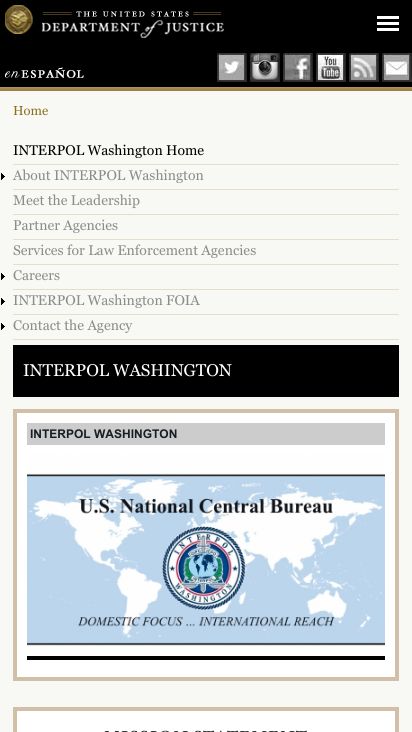 THE UNITED STATES
DEPARTMENT of JUSTICE
en ESPAÑOL
You
Tube
Home
INTERPOL Washington Home
About INTERPOL Washington
Meet the Leadership
Partner Agencies
Services for Law Enforcement Agencies
Careers
INTERPOL Washington FOIA
Contact the Agency
INTERPOL WASHINGTON
INTERPOL WASHINGTON
U.S. National Central Bureau
INTERPOL
WASHINGTON
DOMESTIC FOCUS ... INTERNATIONAL REACH
MISSION STATEMENT